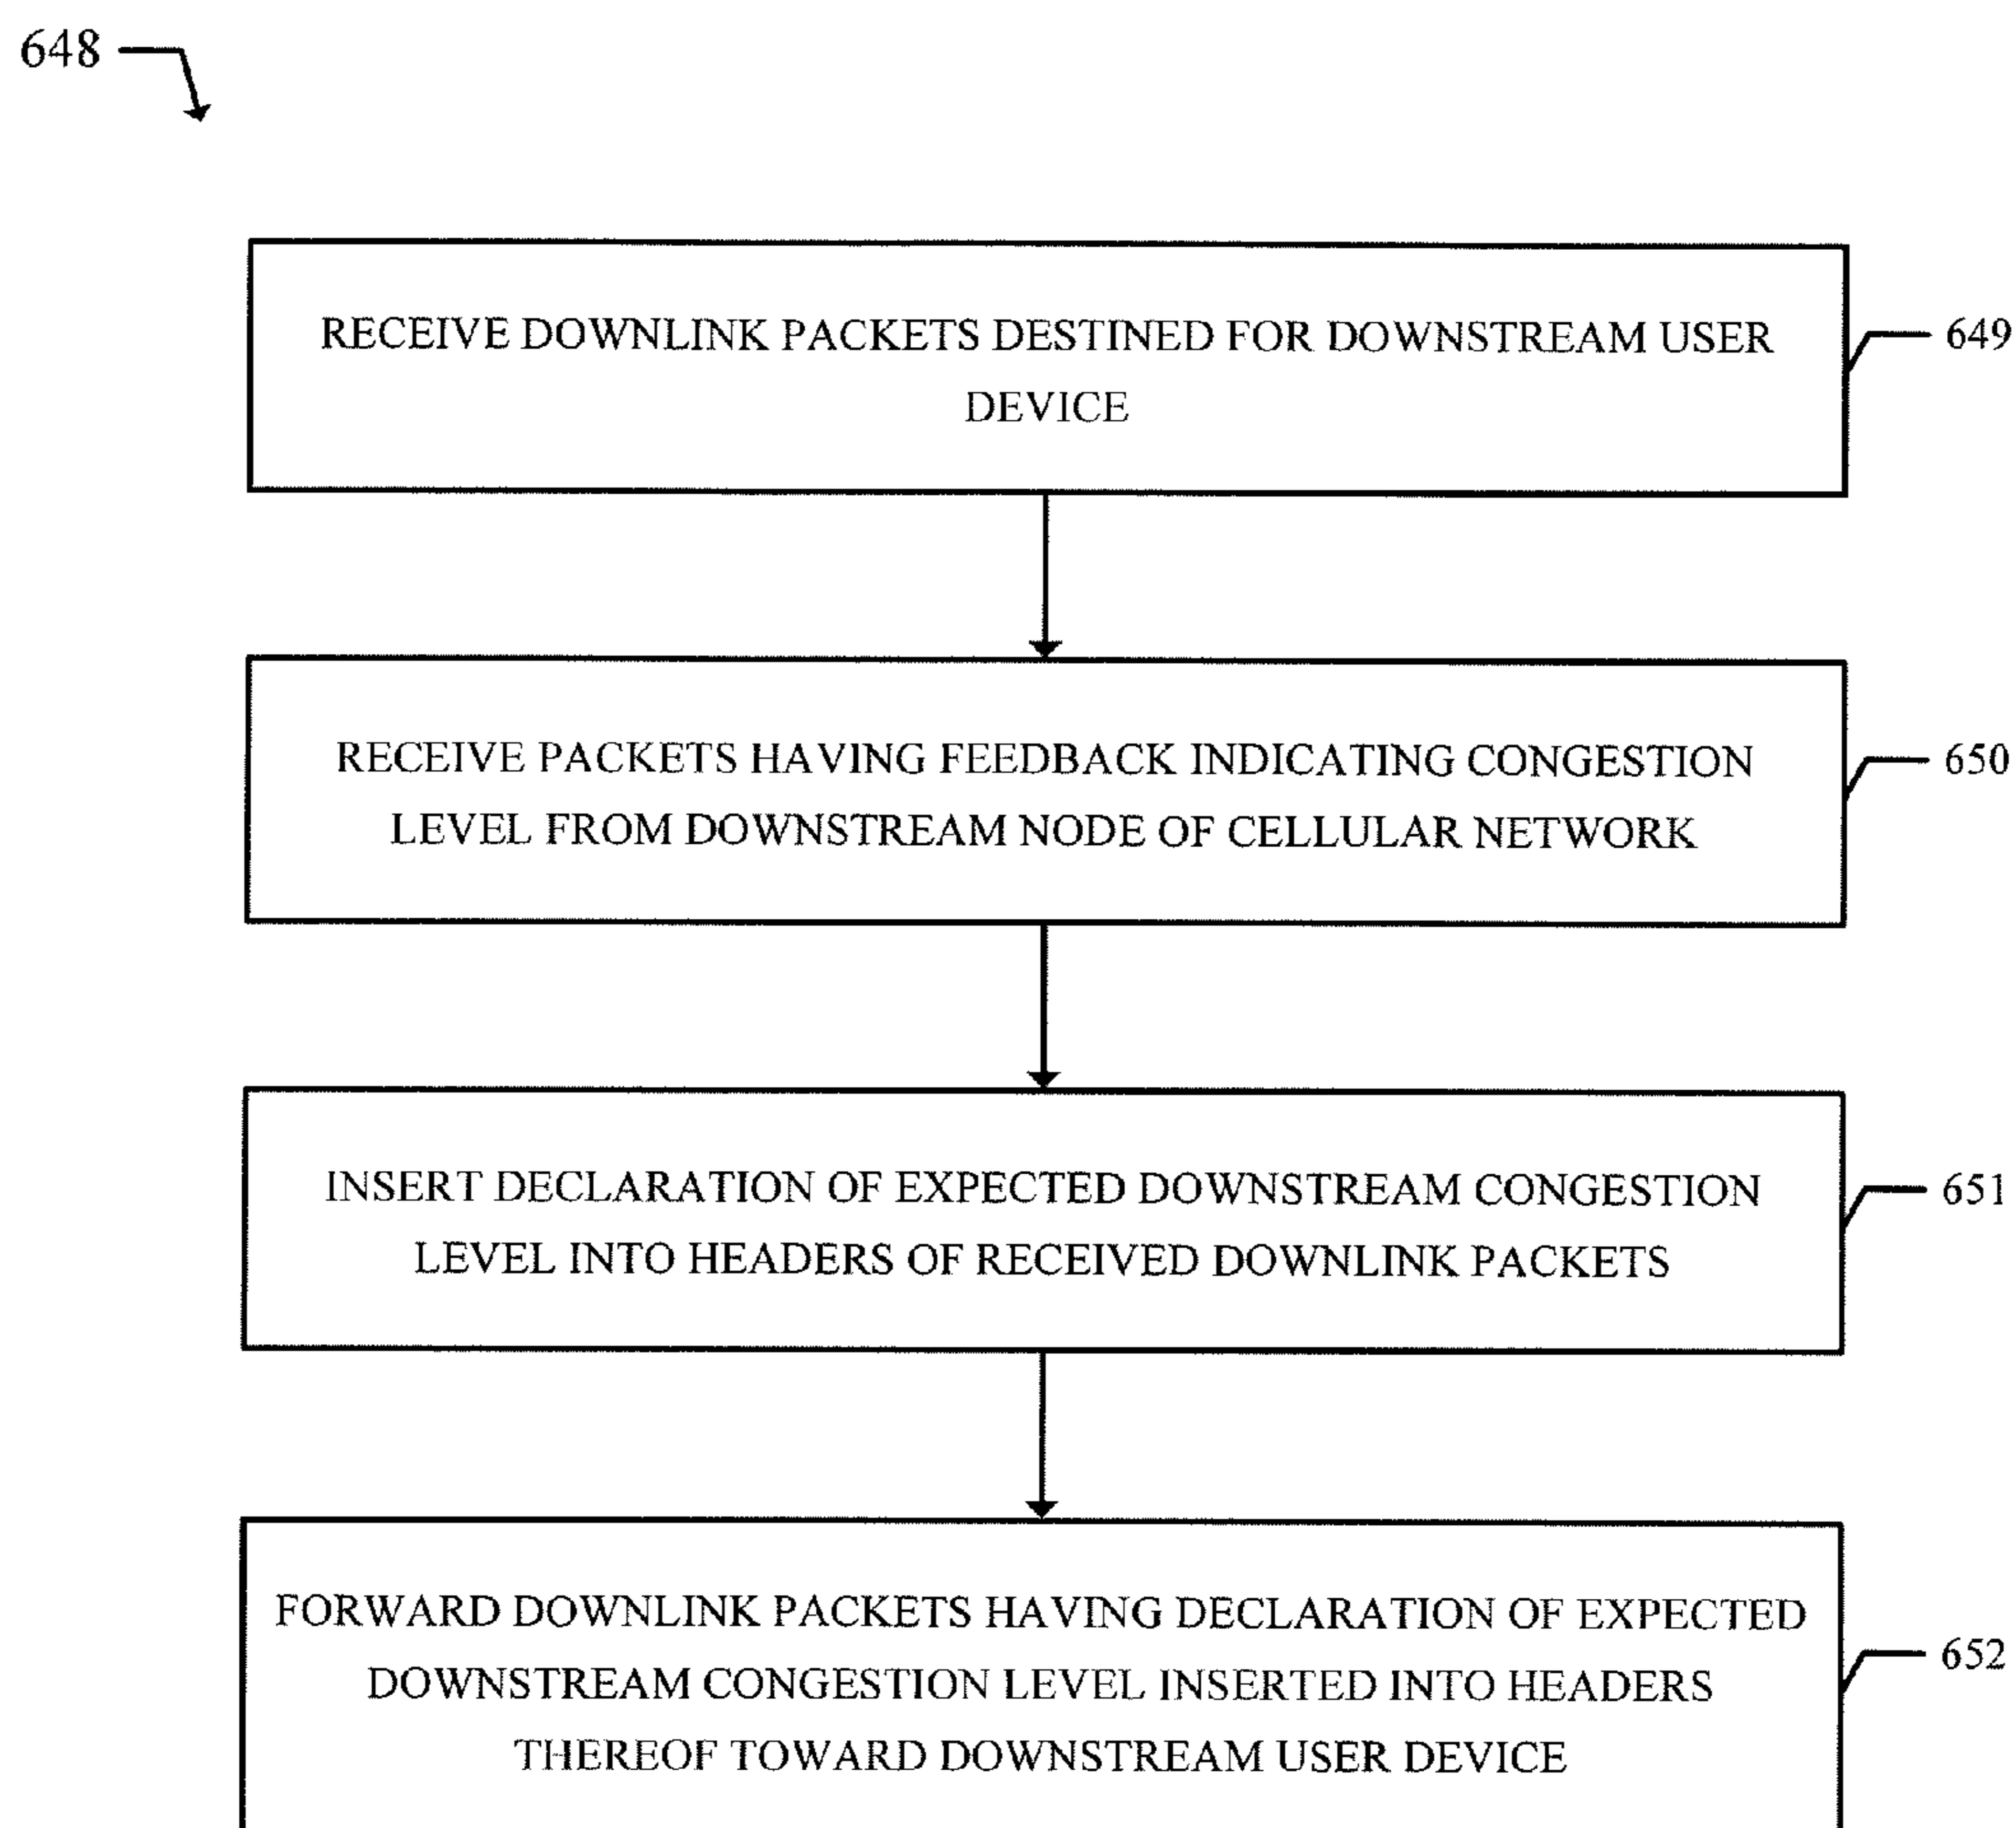 648
RECEIVE DOWNLINK PACKETS DESTINED FOR DOWNSTREAM USER
DEVICE
649
RECEIVE PACKETS HAVING FEEDBACK INDICATING CONGESTION
LEVEL FROM DOWNSTREAM NODE OF CELLULAR NETWORK
650
INSERT DECLARATION OF EXPECTED DOWNSTREAM CONGESTION
LEVEL INTO HEADERS OF RECEIVED DOWNLINK PACKETS
651
FORWARD DOWNLINK PACKETS HAVING DECLARATION OF EXPECTED
DOWNSTREAM CONGESTION LEVEL INSERTED INTO HEADERS
THEREOF TOWARD DOWNSTREAM USER DEVICE
652